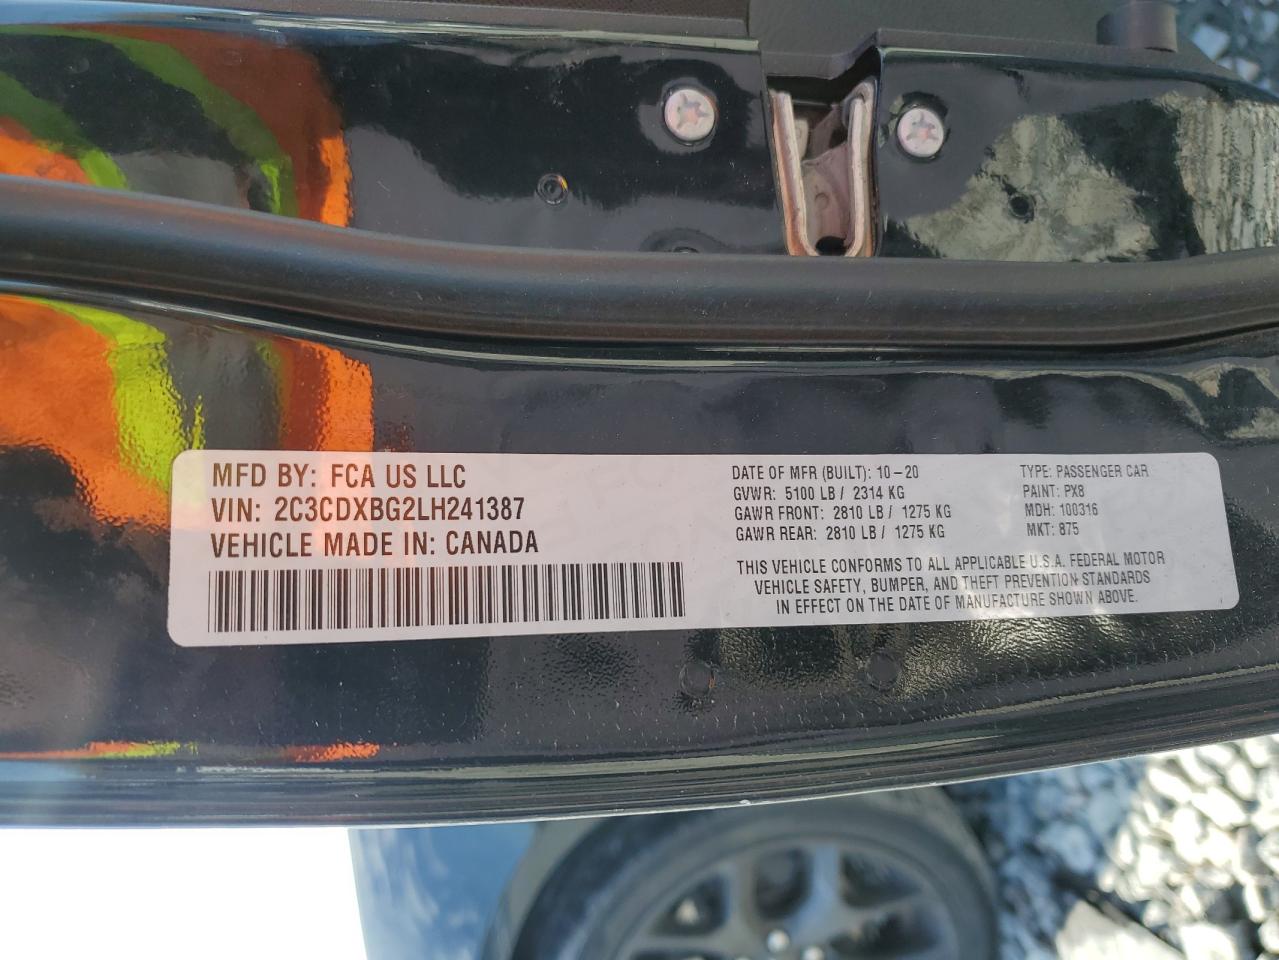 MFD BY: FCA US LLC
VIN: 2C3CDXBG2LH241387
VEHICLE MADE IN: CANADA
DATE OF MFR (BUILT): 10-20
GVWR: 5100 LB / 2314 KG
GAWR FRONT: 2810 LB / 1275 KG
GAWR REAR: 2810 LB / 1275 KG
TYPE: PASSENGER CAR
PAINT: PX8
MDH: 100316
MKT: 875
THIS VEHICLE CONFORMS TO ALL APPLICABLE U.S.A. FEDERAL MOTOR
VEHICLE SAFETY, BUMPER, AND THEFT PREVENTION STANDARDS
IN EFFECT ON THE DATE OF MANUFACTURE SHOWN ABOVE.